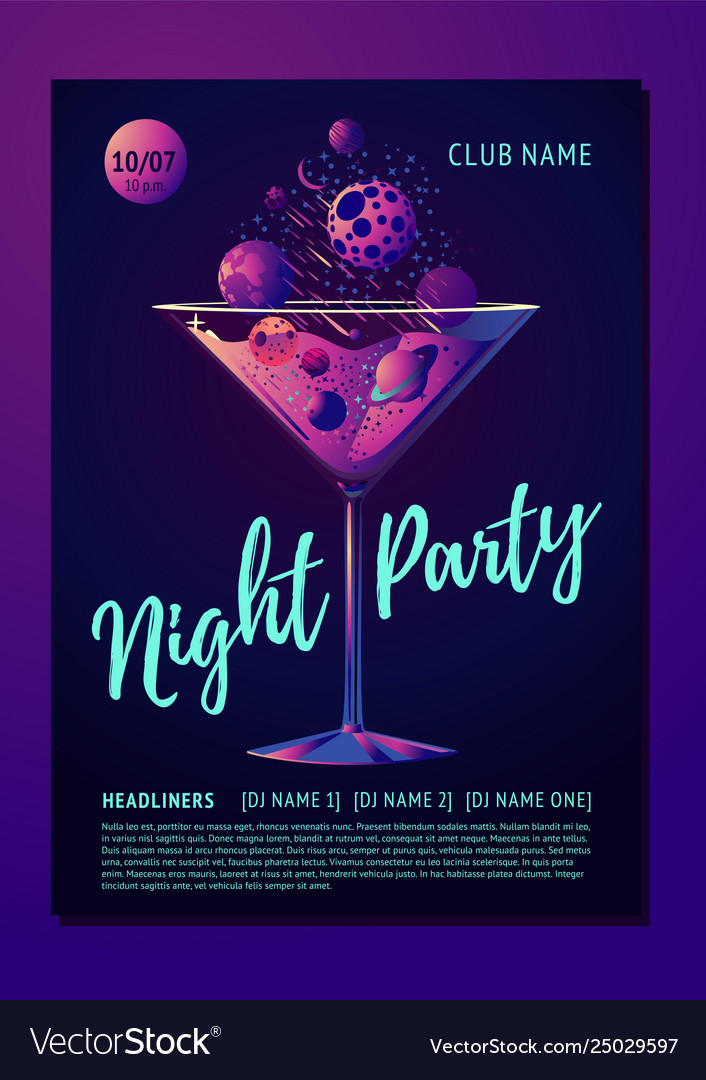 10/07
10 p.m.
CLUB NAME
Night Party
HEADLINERS [DJ NAME 1] [DJ NAME 2] [DJ NAME ONE]
Nulla leo est, porttitor eu massa eget, rhoncus venenatis nunc. Praesent bibendum sodales mattis. Nullam blandit mi leo,
in varius nisl sagittis quis. Donec magna lorem, blandit at rutrum vel, consequat sit amet neque. Maecenas in ante tellus.
Duis aliquam massa id arcu rhoncus placerat. Duis risus arcu, semper ut ultrices quis, vehicula malesuada purus. Sed metus
urna, convallis nec suscipit vel, faucibus pharetra lectus. Vivamus consectetur eu leo lacinia scelerisque. In quis porta
enim. Maecenas eros mauris, laoreet at risus sit amet, hendrerit vehicula justo. In hac habitasse platea dictumst. Integer
tincidunt sagittis ante, vel vehicula felis semper sit amet.
VectorStock®
VectorStock.com/25029597